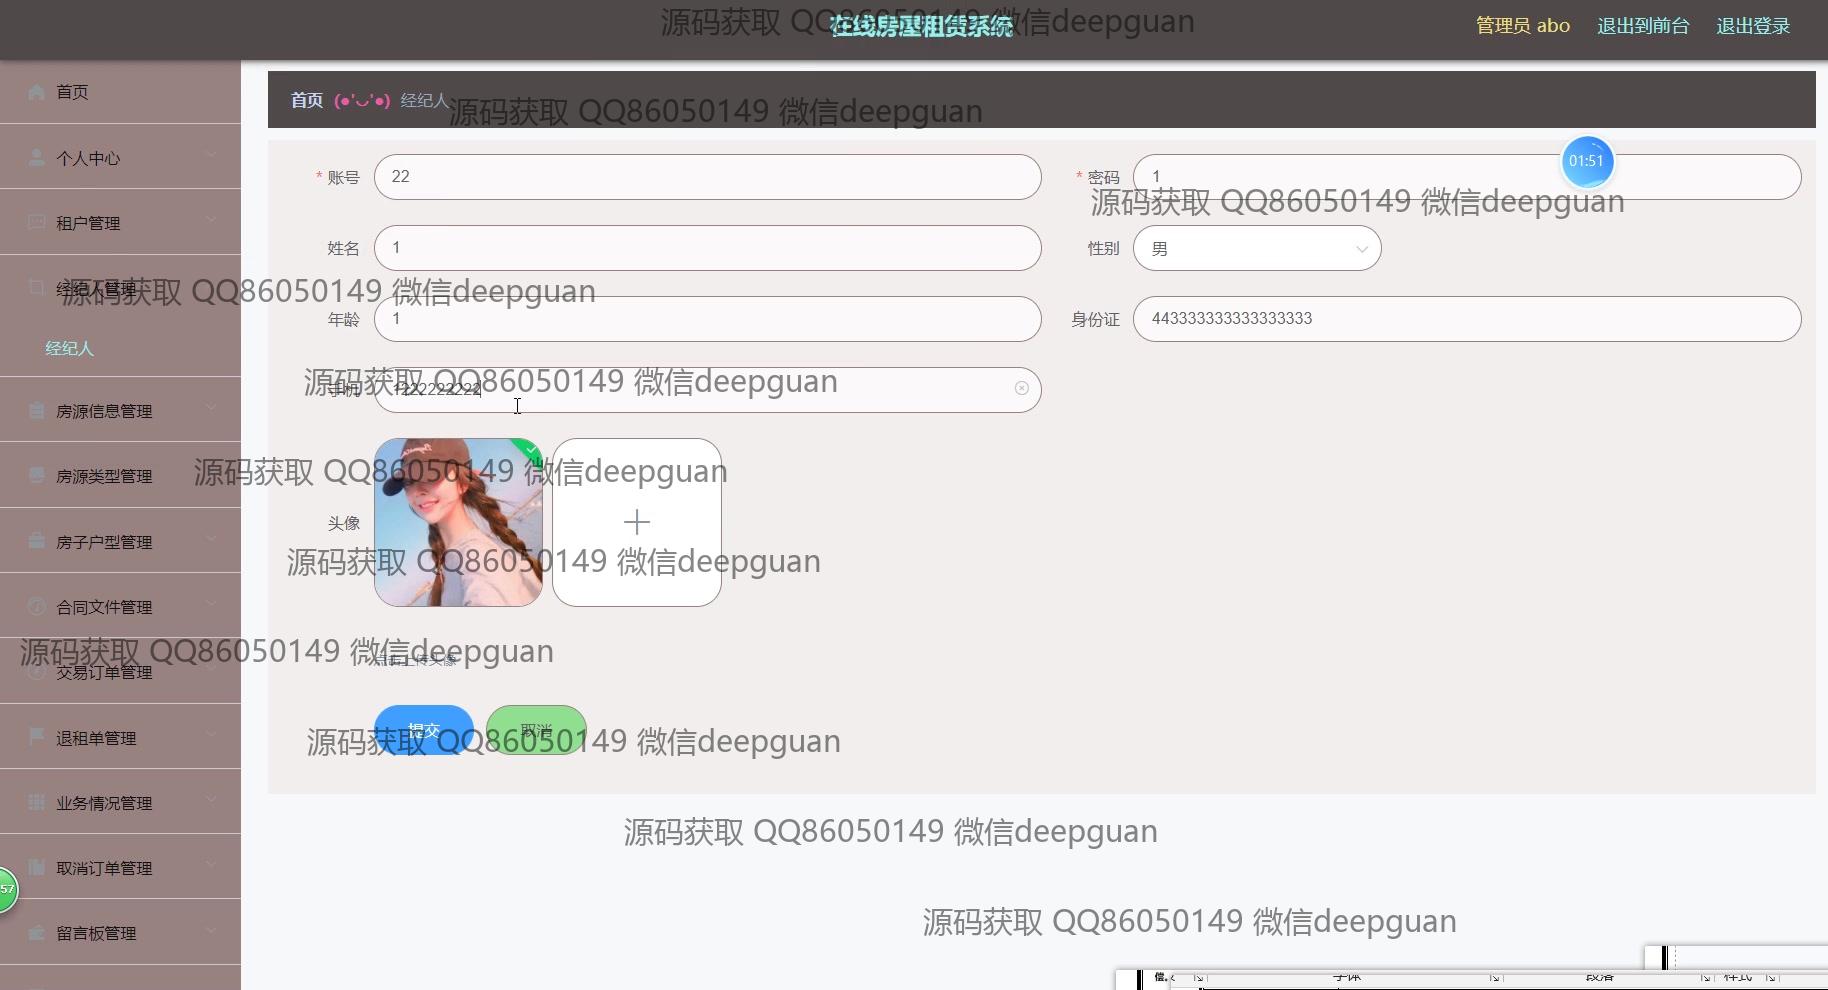 在线房屋租赁系统
源码获取 QQ86050149 微信deepguan
管理员 abo
退出到前台
退出登录
首页
个人中心
租户管理
经纪人管理
经纪人
房源信息管理
房源类型管理
房子户型管理
合同文件管理
交易订单管理
退租单管理
业务情况管理
取消订单管理
留言板管理
57
首页 (●'◡'●) 经纪人
源码获取 QQ86050149 微信deepguan
01:51
* 账号 22
* 密码 1
源码获取 QQ86050149 微信deepguan
姓名 1
性别 男
源码获取 QQ86050149 微信deepguan
年龄 1
身份证 443333333333333333
源码获取 QQ86050149 微信deepguan
手机
源码获取 QQ86050149 微信deepguan
头像
源码获取 QQ86050149 微信deepguan
源码获取 QQ86050149 微信deepguan
点击上传头像
提交
取消
源码获取 QQ86050149 微信deepguan
源码获取 QQ86050149 微信deepguan
源码获取 QQ86050149 微信deepguan
字体
段落
样式